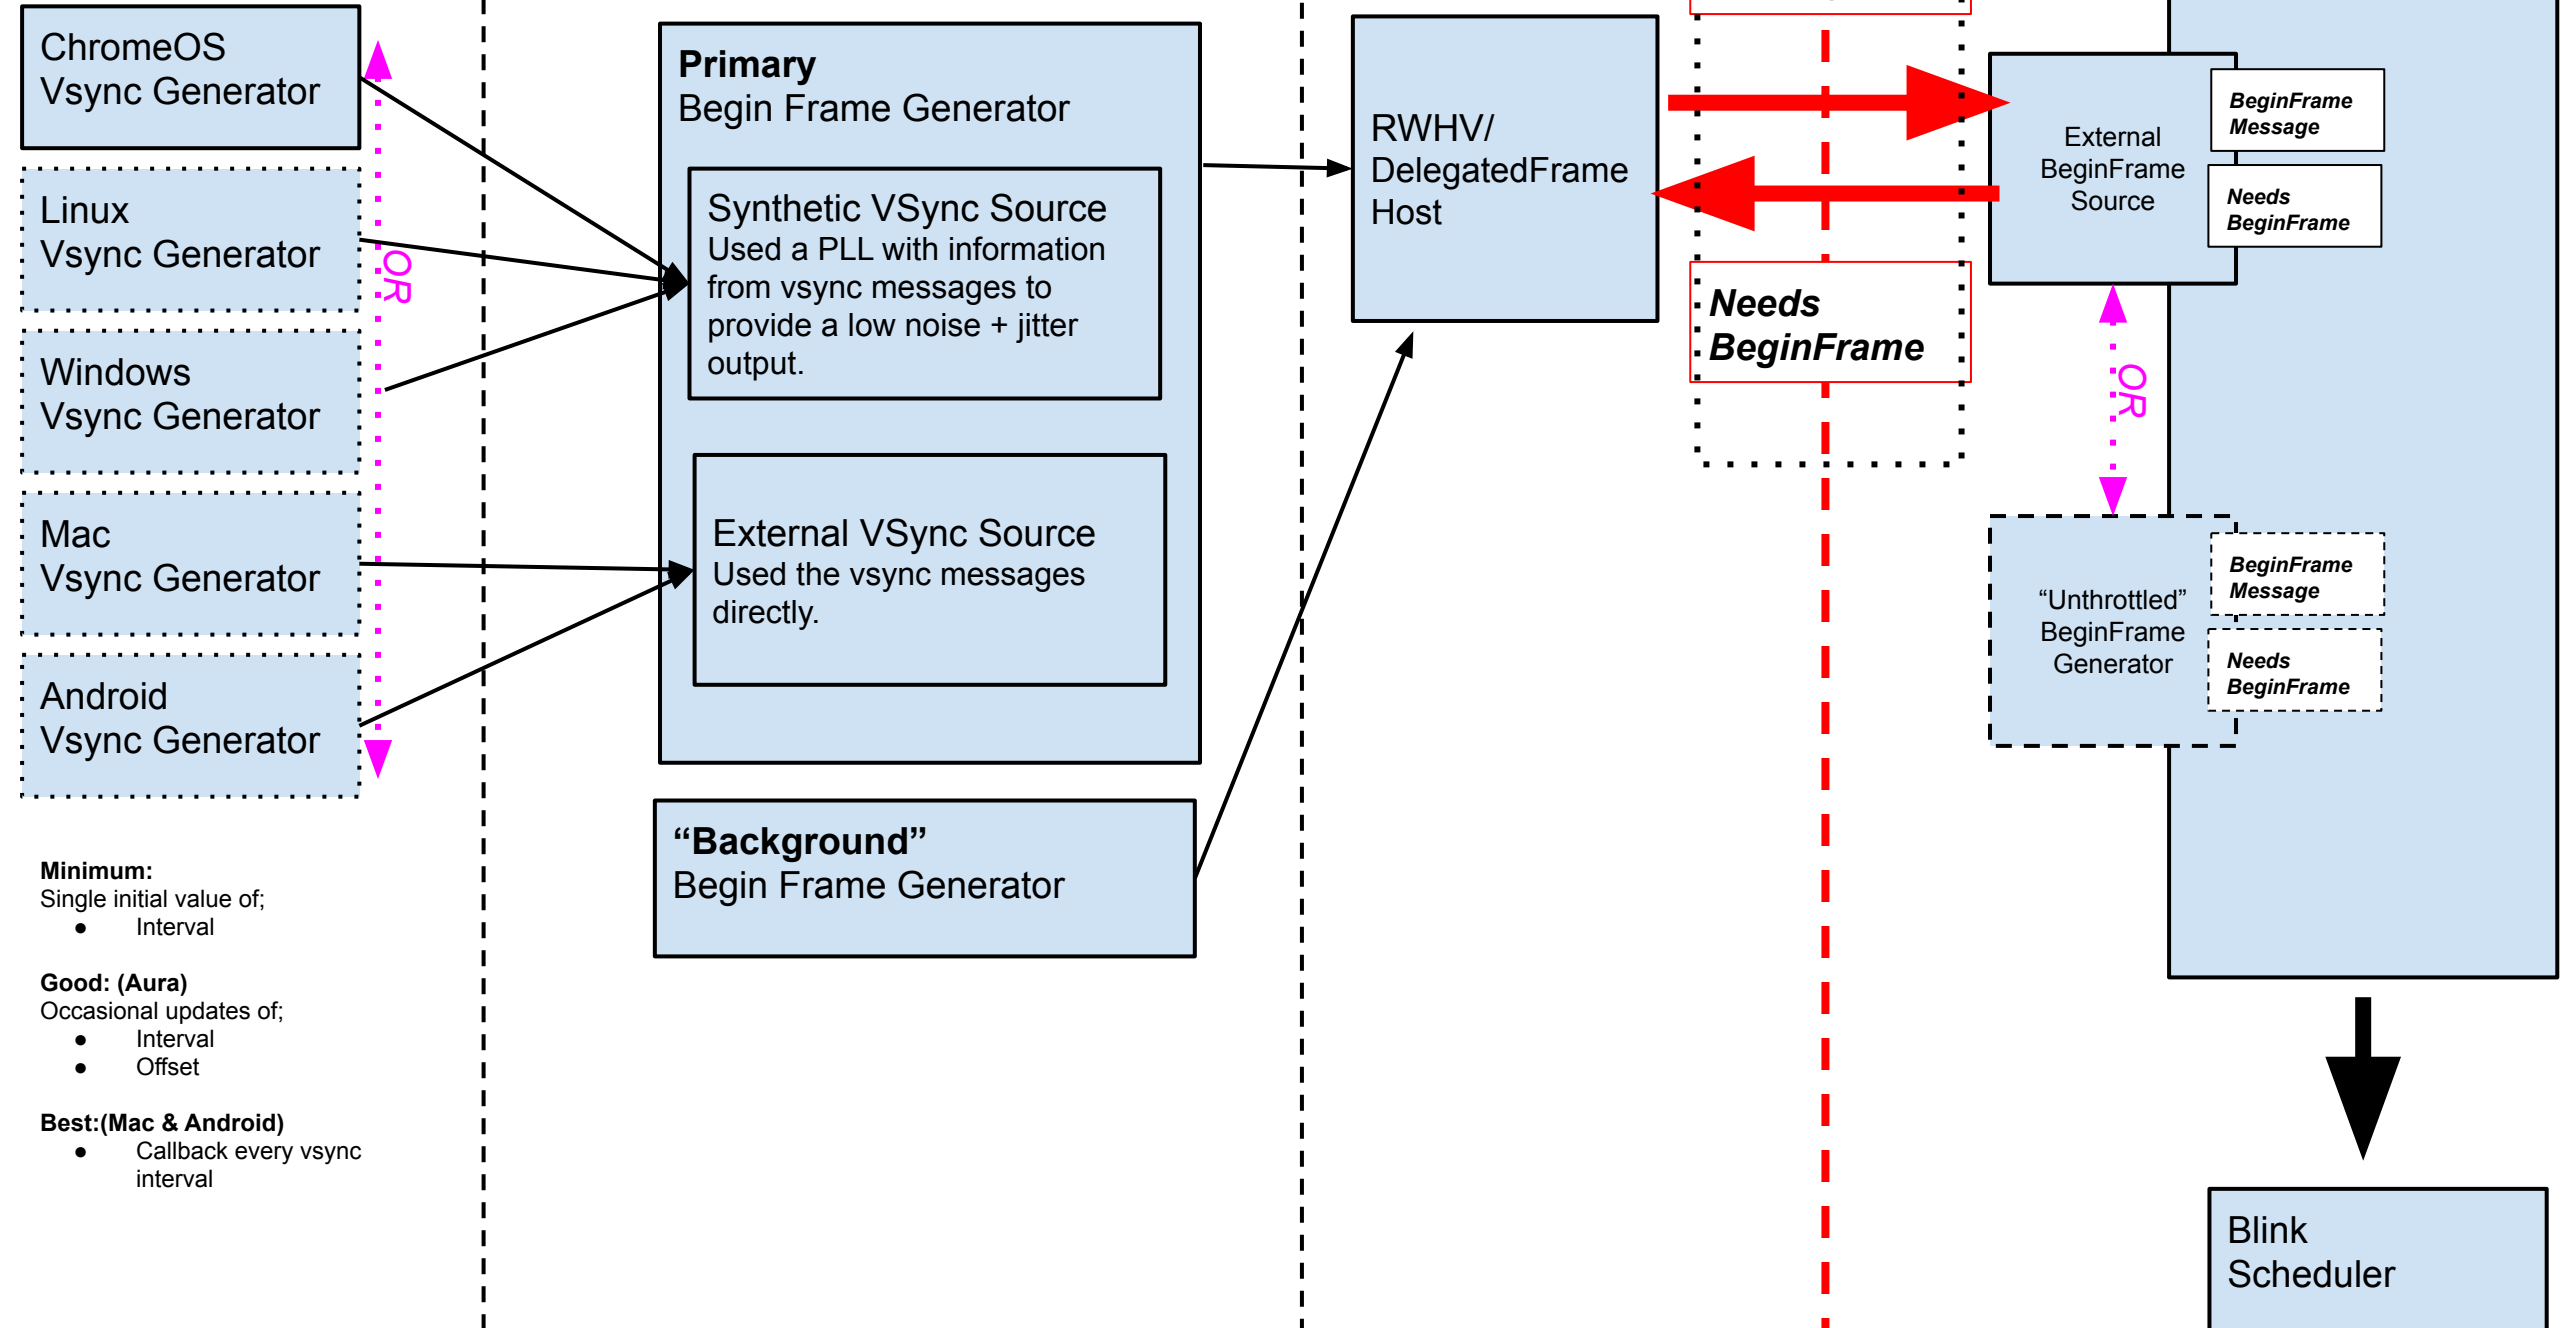 ChromeOS
Vsync Generator
Linux
Vsync Generator
Windows
Vsync Generator
Mac
Vsync Generator
Android
Vsync Generator
OR
Minimum:
Single initial value of;
● Interval
Good: (Aura)
Occasional updates of;
● Interval
● Offset
Best:(Mac & Android)
● Callback every vsync
interval
Primary
Begin Frame Generator
Synthetic VSync Source
Used a PLL with information
from vsync messages to
provide a low noise + jitter
output.
External VSync Source
Used the vsync messages
directly.
“Background”
Begin Frame Generator
RWHV/
DelegatedFrame
Host
Needs
BeginFrame
External
BeginFrame
Source
BeginFrame
Message
Needs
BeginFrame
OR
“Unthrottled”
BeginFrame
Generator
BeginFrame
Message
Needs
BeginFrame
Blink
Scheduler